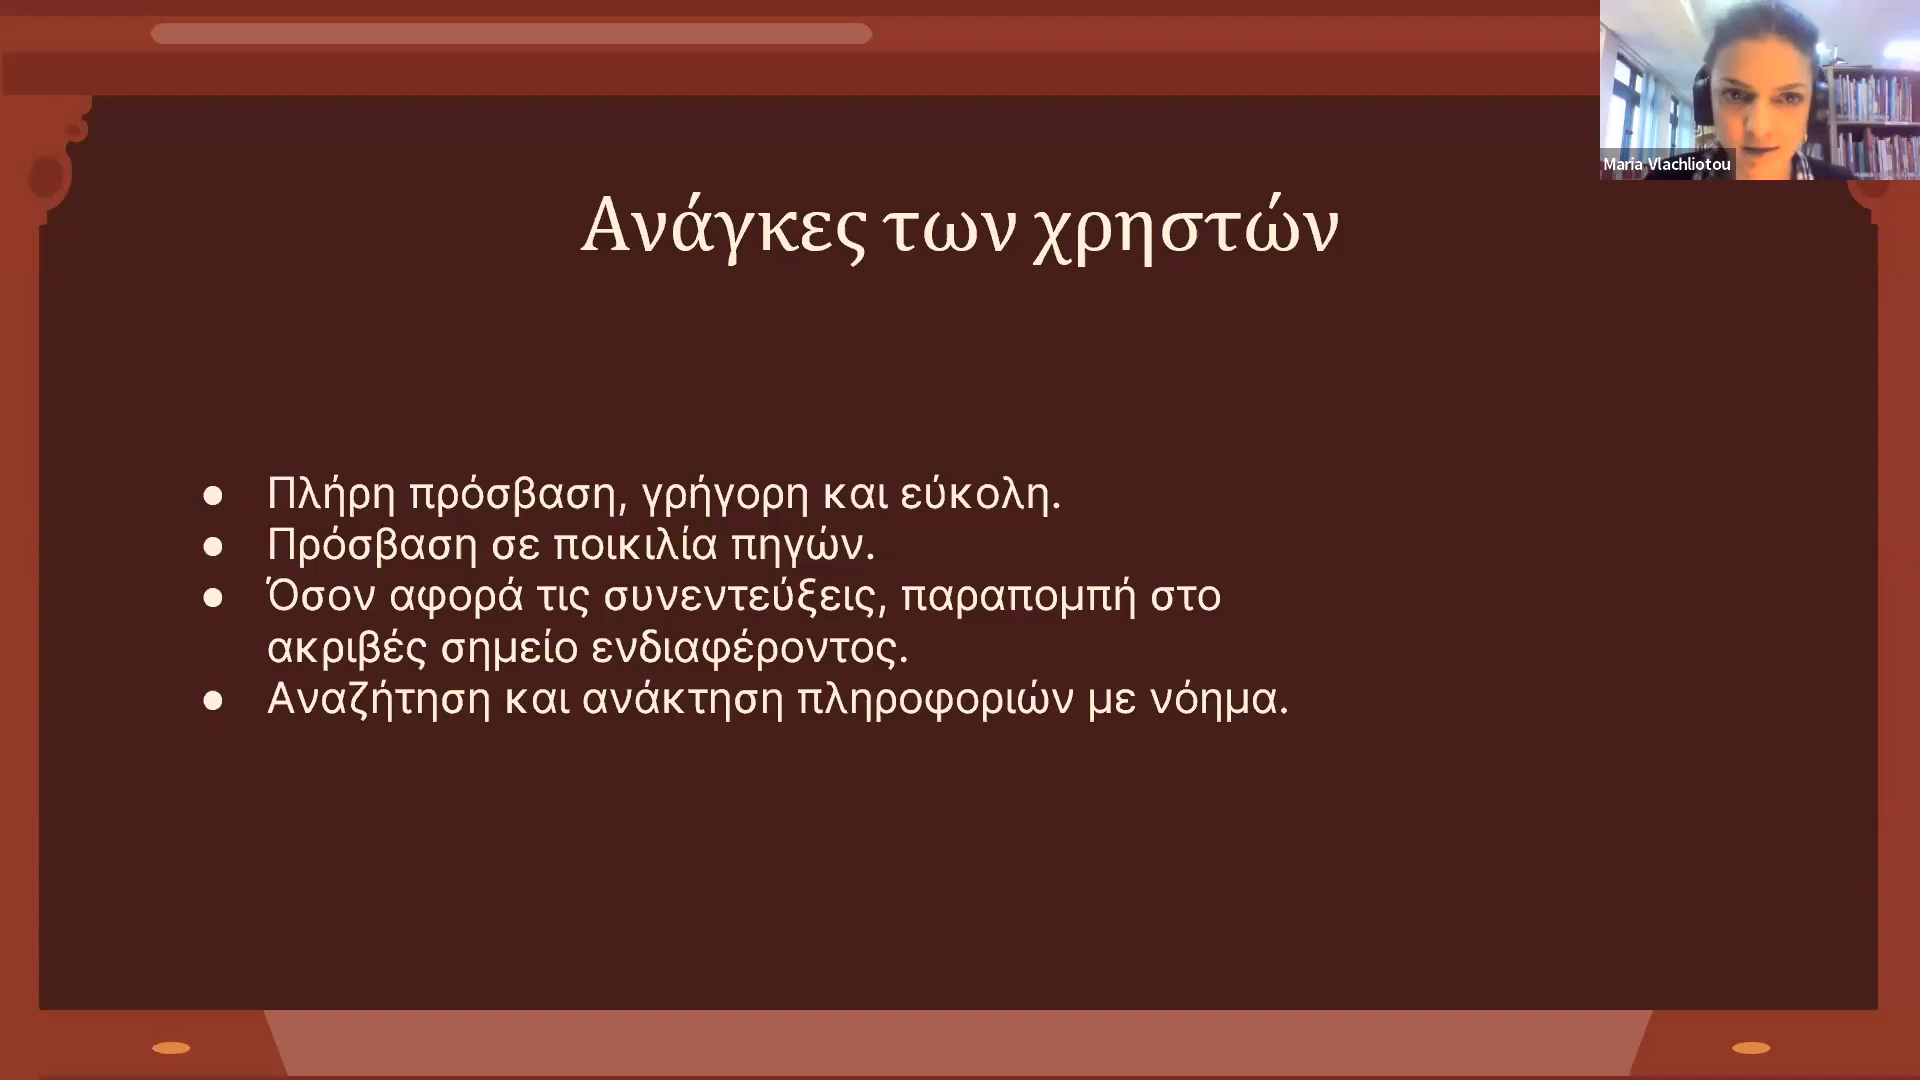 Maria Vlachliotou
Ανάγκες των χρηστών
● Πλήρη πρόσβαση, γρήγορη και εύκολη.
● Πρόσβαση σε ποικιλία πηγών.
● Όσον αφορά τις συνεντεύξεις, παραπομπή στο
ακριβές σημείο ενδιαφέροντος.
● Αναζήτηση και ανάκτηση πληροφοριών με νόημα.